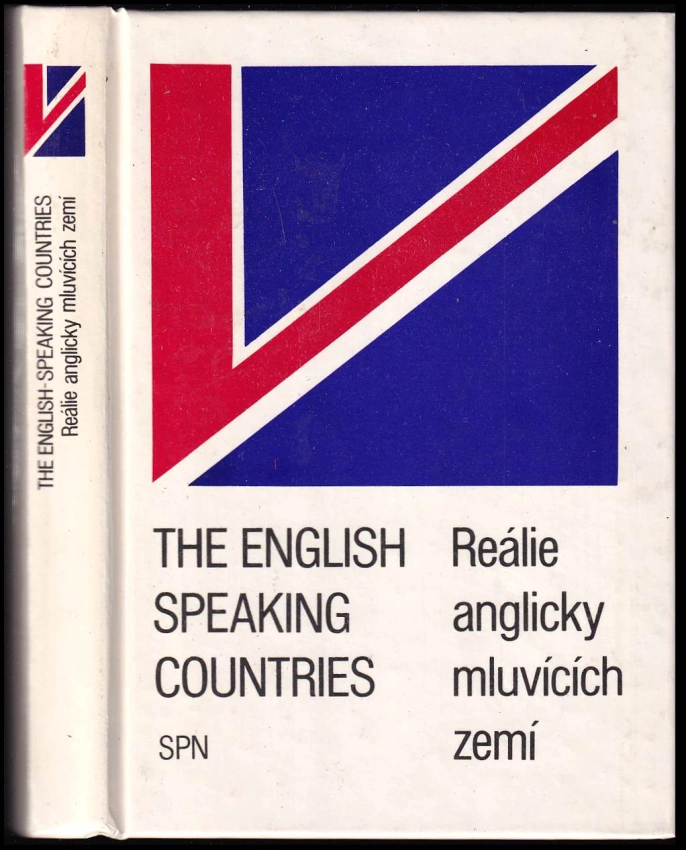 THE ENGLISH-SPEAKING COUNTRIES
Reálie anglicky mluvících zemí
THE ENGLISH
SPEAKING
COUNTRIES
SPN
Reálie
anglicky
mluvících
zemí